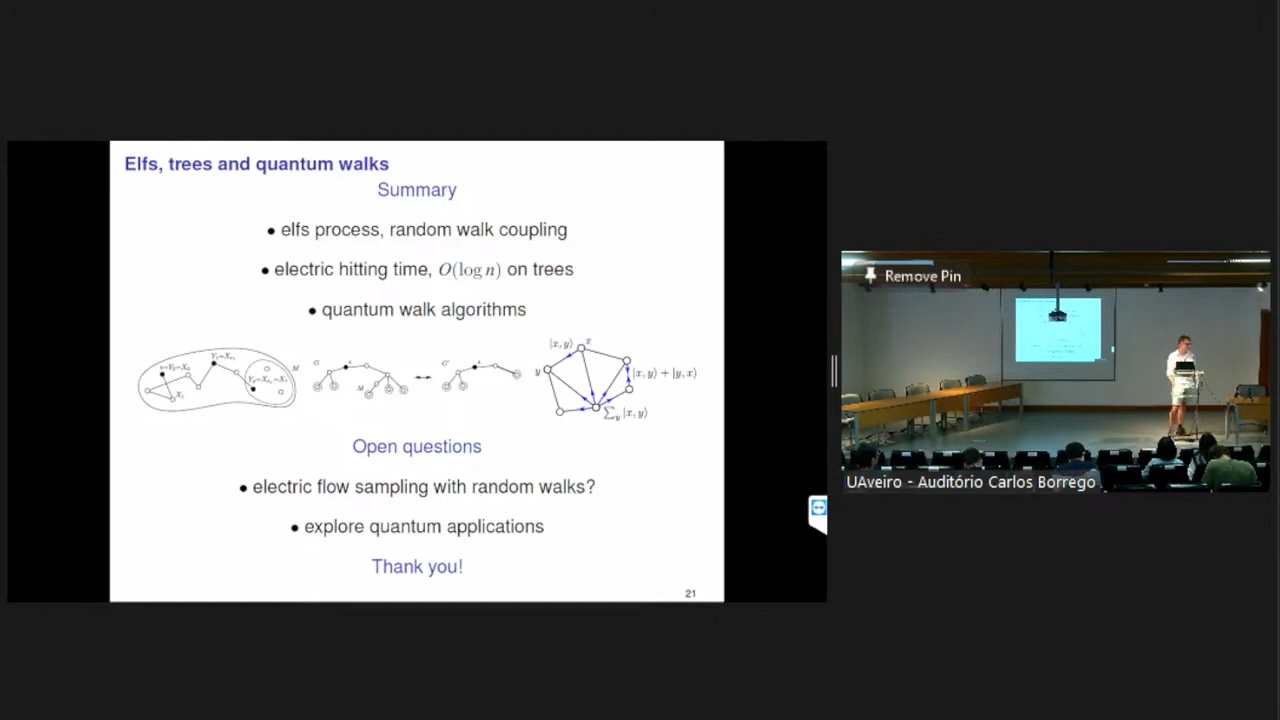 Elfs, trees and quantum walks
Summary
• elfs process, random walk coupling
• electric hitting time, O(log n) on trees
• quantum walk algorithms
|x, y⟩ x
y
|x, y⟩ + |y, x⟩
∑y |x, y⟩
M
G
M
G'
X₁
Open questions
• electric flow sampling with random walks?
• explore quantum applications
Thank you!
21
Remove Pin
UAveiro - Auditório Carlos Borrego